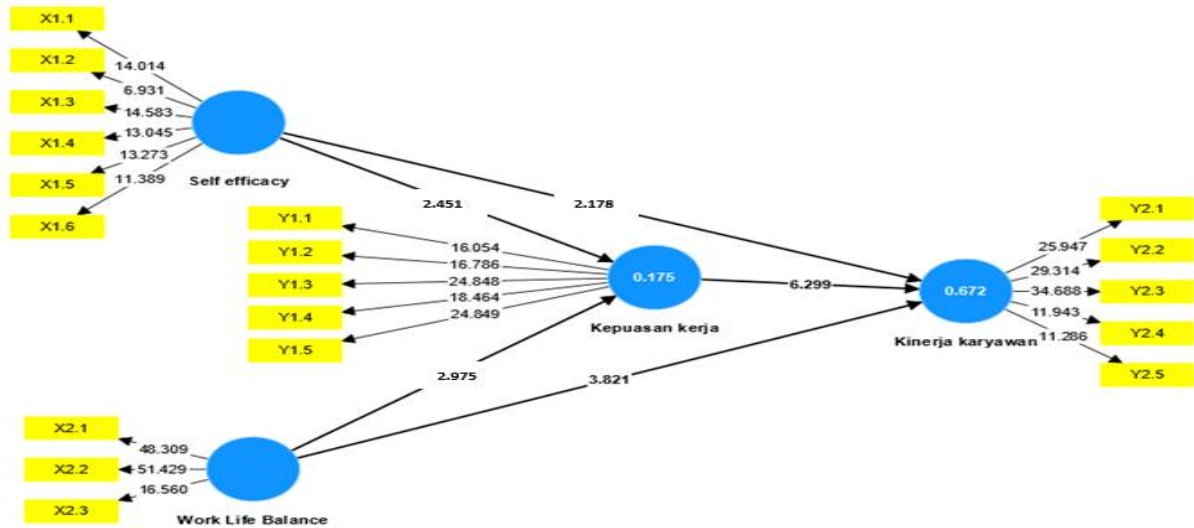 X1.1
X1.2
X1.3
X1.4
X1.5
X1.6
14.014
6.931
14.583
13.045
13.273
11.389
Self efficacy
2.451
2.178
Y1.1
Y1.2
Y1.3
Y1.4
Y1.5
16.054
16.786
24.848
18.464
24.849
0.175
Kepuasan kerja
6.299
0.672
Kinerja karyawan
25.947
29.314
34.688
11.943
11.286
Y2.1
Y2.2
Y2.3
Y2.4
Y2.5
2.975
3.821
X2.1
X2.2
X2.3
48.309
51.429
16.560
Work Life Balance